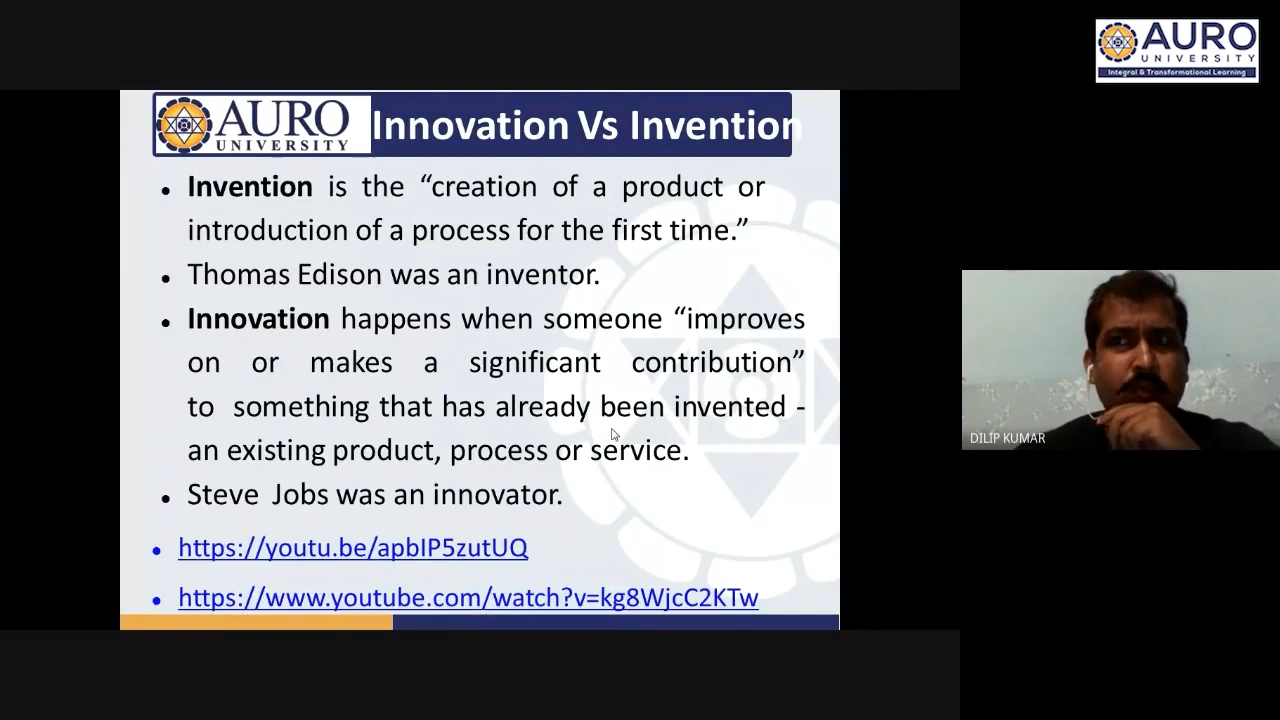 AURO
UNIVERSITY
Integral & Transformational Learning
AURO
UNIVERSITY
Innovation Vs Invention
• Invention is the “creation of a product or
introduction of a process for the first time.”
• Thomas Edison was an inventor.
• Innovation happens when someone “improves
on or makes a significant contribution”
to something that has already been invented -
an existing product, process or service.
• Steve Jobs was an innovator.
• https://youtu.be/apbIP5zutUQ
• https://www.youtube.com/watch?v=kg8WjcC2KTw
DILIP KUMAR